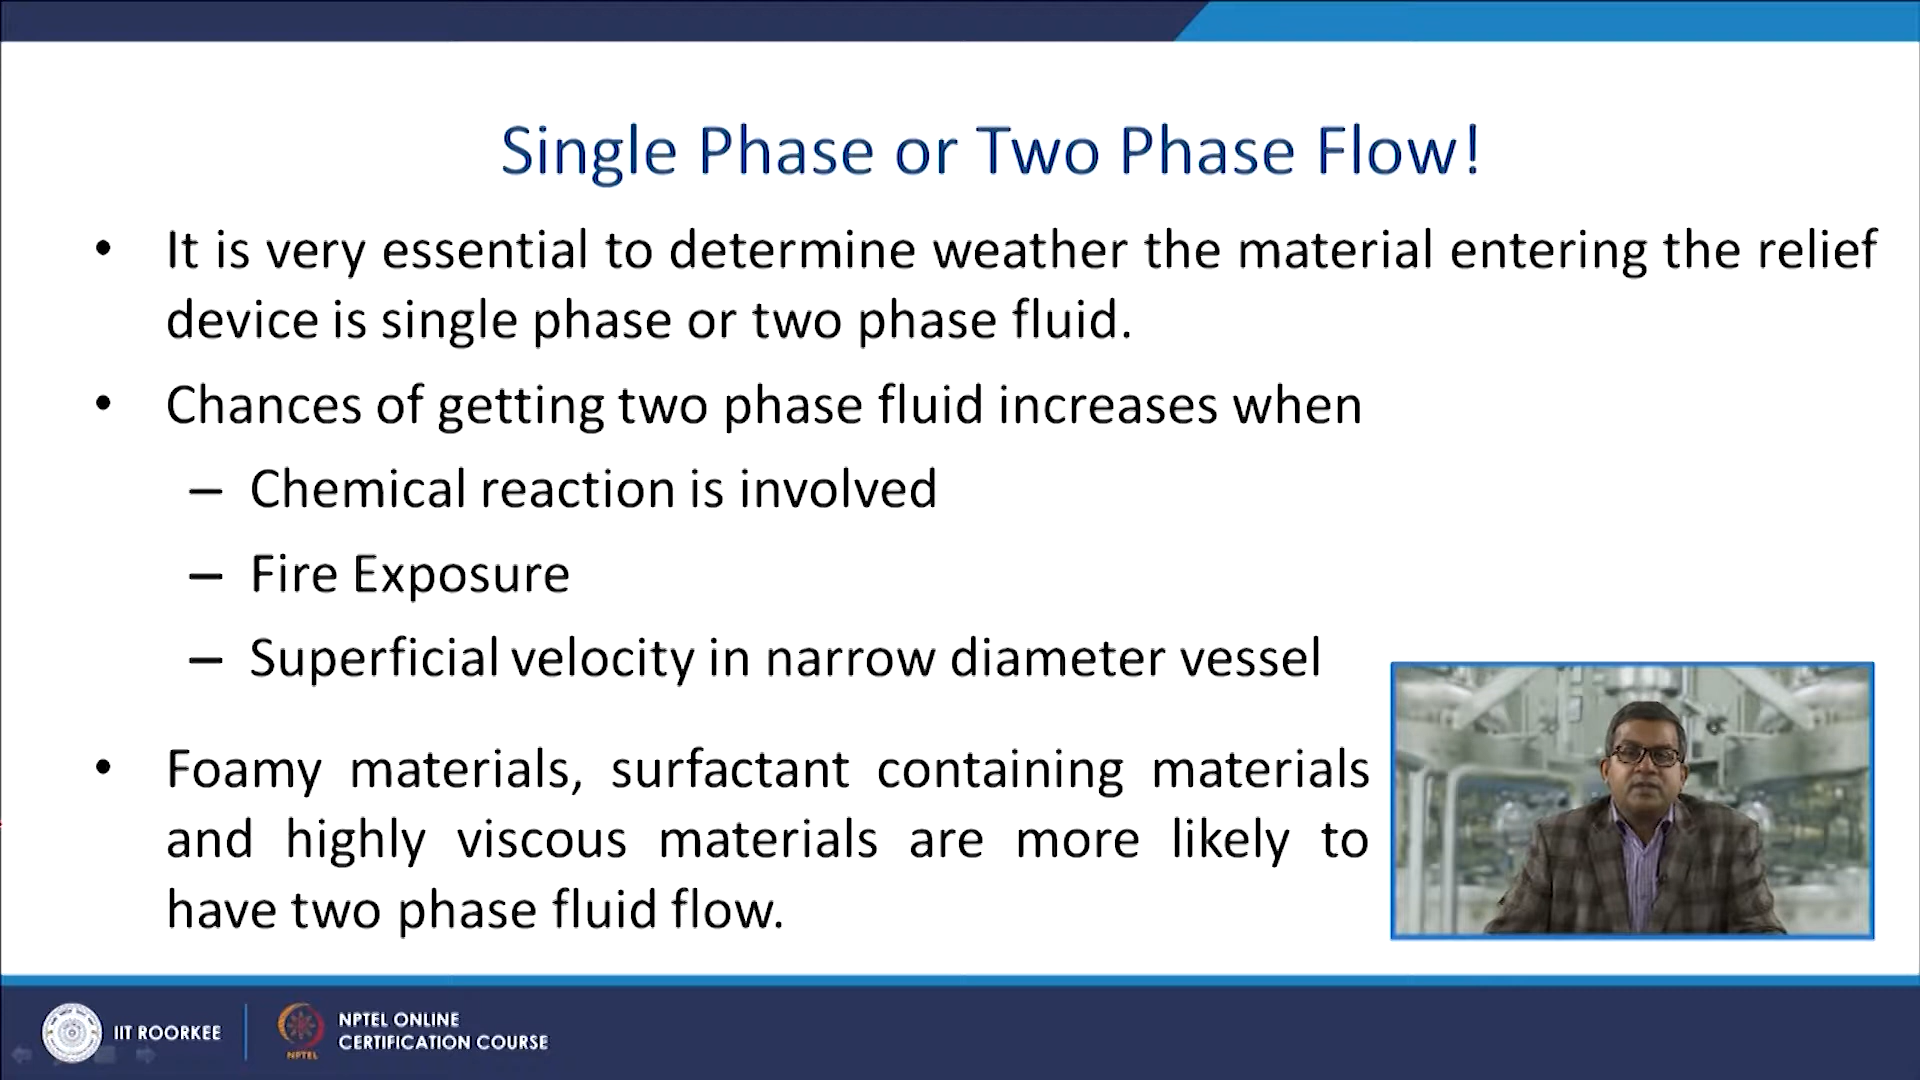 Single Phase or Two Phase Flow!
• It is very essential to determine weather the material entering the relief
device is single phase or two phase fluid.
• Chances of getting two phase fluid increases when
– Chemical reaction is involved
– Fire Exposure
– Superficial velocity in narrow diameter vessel
• Foamy materials, surfactant containing materials
and highly viscous materials are more likely to
have two phase fluid flow.
IIT ROORKEE
NPTEL
NPTEL ONLINE
CERTIFICATION COURSE